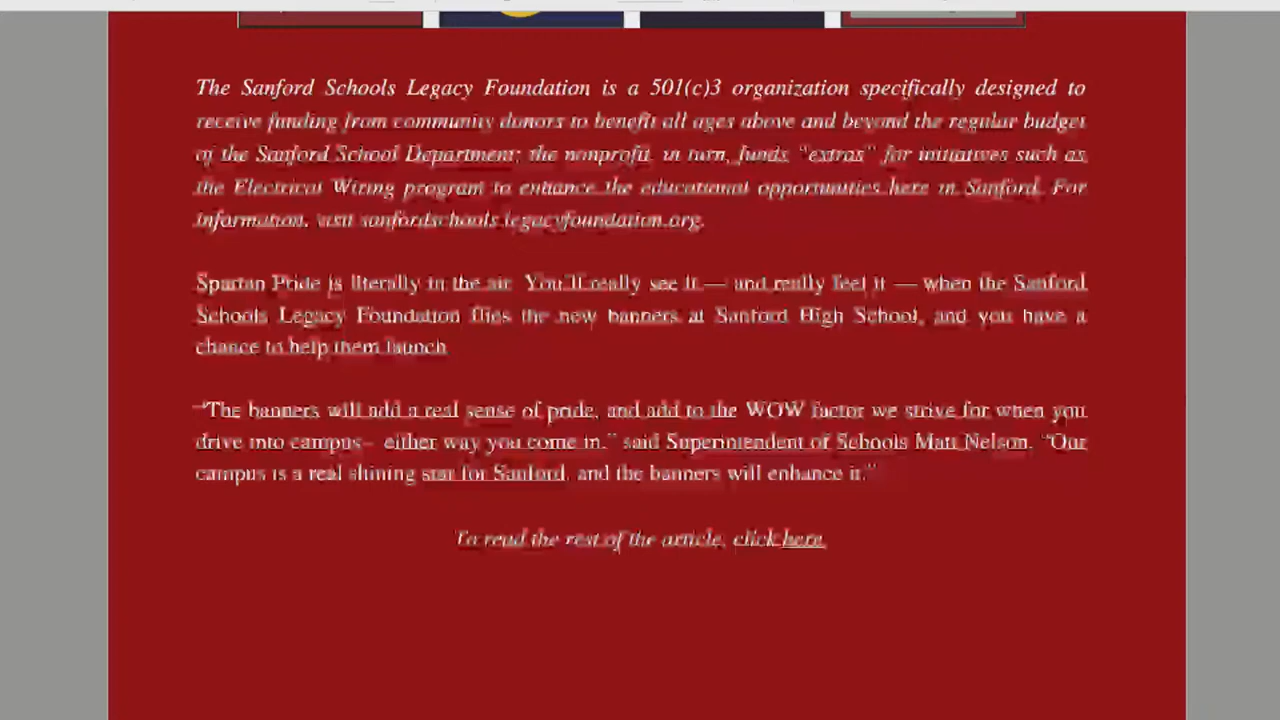 The Sanford Schools Legacy Foundation is a 501(c)3 organization specifically designed to
receive funding from community donors to benefit all ages above and beyond the regular budget
of the Sanford School Department; the nonprofit, in turn, funds “extras” for initiatives such as
the Electrical Wiring program to enhance the educational opportunities here in Sanford. For
information, visit sanfordschools.legacyfoundation.org.
Spartan Pride is literally in the air. You’ll really see it — and really feel it — when the Sanford
Schools Legacy Foundation flies the new banners at Sanford High School, and you have a
chance to help them launch.
“The banners will add a real sense of pride, and add to the WOW factor we strive for when you
drive into campus– either way you come in,” said Superintendent of Schools Matt Nelson. “Our
campus is a real shining star for Sanford, and the banners will enhance it.”
To read the rest of the article, click here.